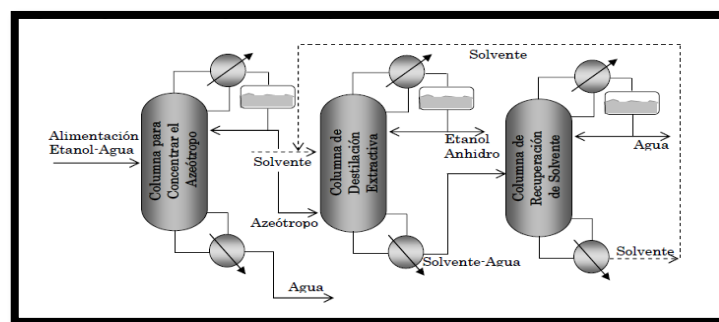 Solvente
Alimentación
Etanol-Agua
Columna para
Concentrar el
Azeótropo
Solvente
Azeótropo
Agua
Columna de
Destilación
Extractiva
Etanol
Anhidro
Solvente-Agua
Columna de
Recuperación
de Solvente
Agua
Solvente